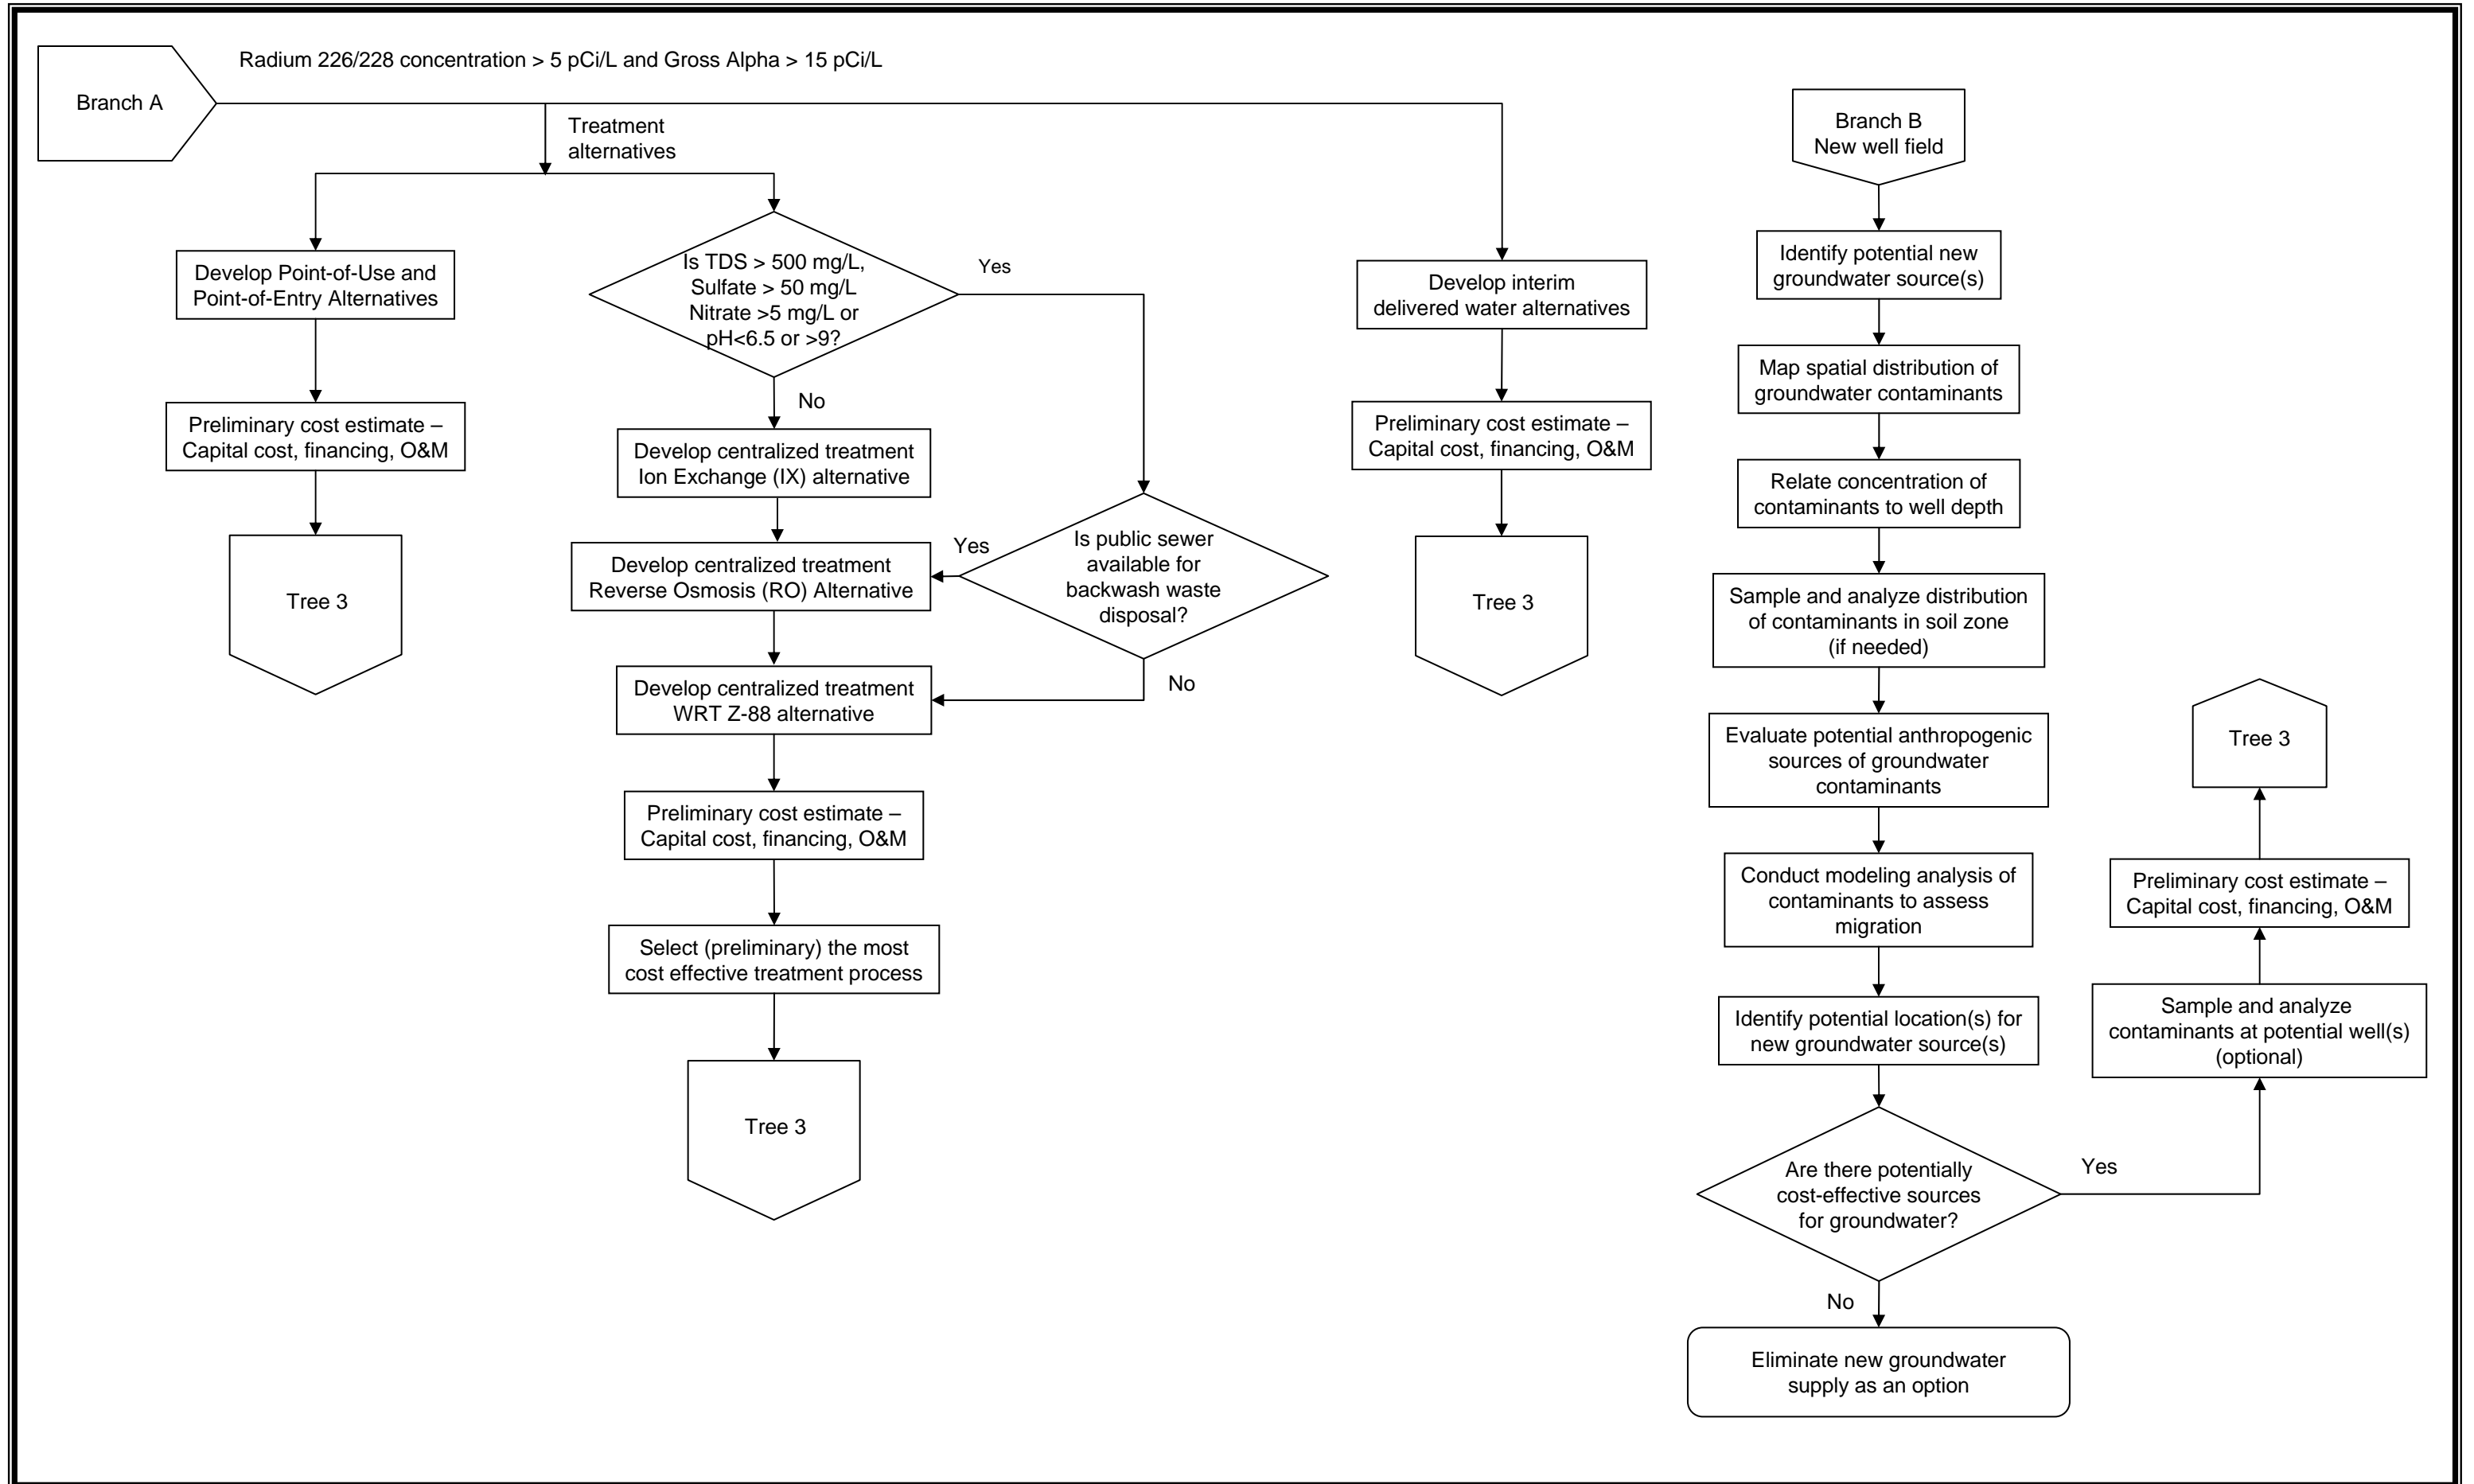 Radium 226/228 concentration > 5 pCi/L and Gross Alpha > 15 pCi/L
Branch A
Treatment
alternatives
Develop Point-of-Use and
Point-of-Entry Alternatives
Preliminary cost estimate –
Capital cost, financing, O&M
Tree 3
Is TDS > 500 mg/L,
Sulfate > 50 mg/L
Nitrate >5 mg/L or
pH<6.5 or >9?
Yes
No
Develop centralized treatment
Ion Exchange (IX) alternative
Develop centralized treatment
Reverse Osmosis (RO) Alternative
Yes
Is public sewer
available for
backwash waste
disposal?
No
Develop centralized treatment
WRT Z-88 alternative
Preliminary cost estimate –
Capital cost, financing, O&M
Select (preliminary) the most
cost effective treatment process
Tree 3
Develop interim
delivered water alternatives
Preliminary cost estimate –
Capital cost, financing, O&M
Tree 3
Branch B
New well field
Identify potential new
groundwater source(s)
Map spatial distribution of
groundwater contaminants
Relate concentration of
contaminants to well depth
Sample and analyze distribution
of contaminants in soil zone
(if needed)
Evaluate potential anthropogenic
sources of groundwater
contaminants
Conduct modeling analysis of
contaminants to assess
migration
Identify potential location(s) for
new groundwater source(s)
Are there potentially
cost-effective sources
for groundwater?
Yes
No
Eliminate new groundwater
supply as an option
Sample and analyze
contaminants at potential well(s)
(optional)
Preliminary cost estimate –
Capital cost, financing, O&M
Tree 3